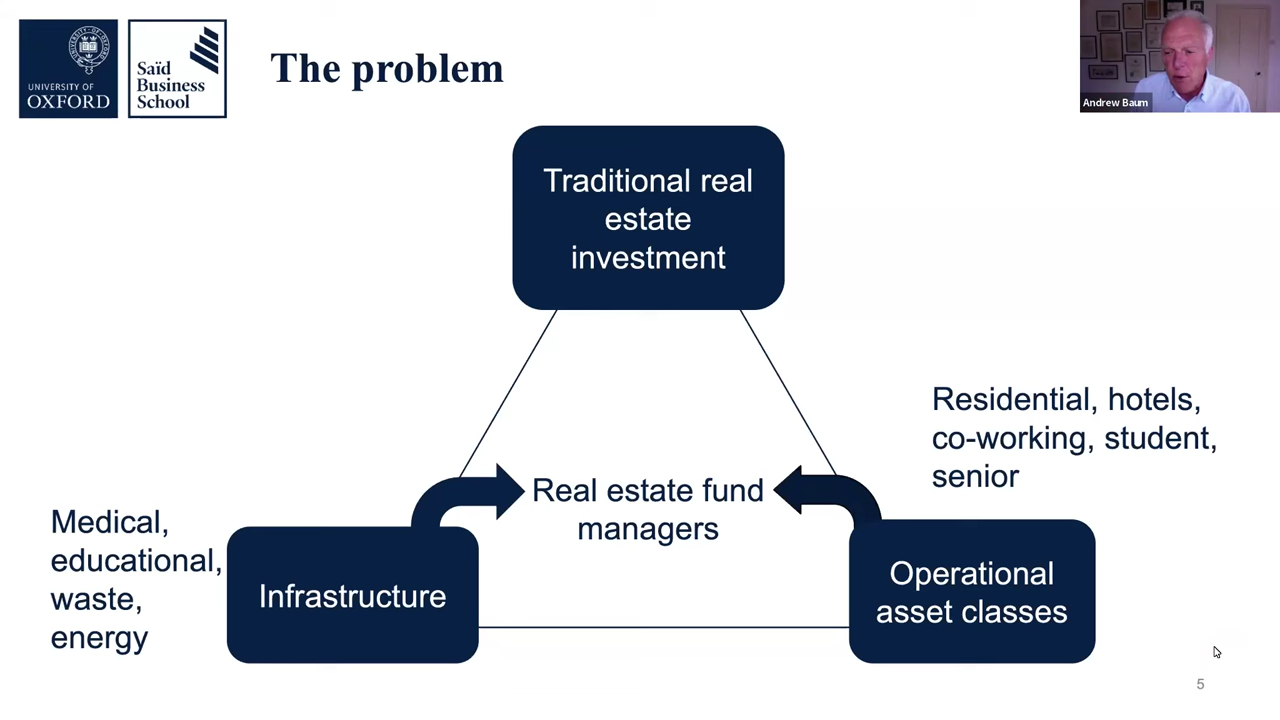 UNIVERSITY OF
OXFORD
Saïd
Business
School
The problem
Andrew Baum
Traditional real
estate
investment
Residential, hotels,
co-working, student,
senior
Real estate fund
managers
Medical,
educational,
waste,
energy
Infrastructure
Operational
asset classes
5